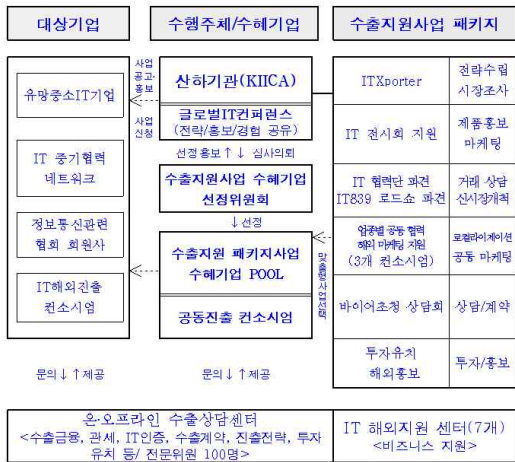 대상기업
수행주체/수혜기업
수출지원사업 패키지
유망중소IT기업
IT 중기협력
네트워크
정보통신관련
협회 회원사
IT해외진출
컨소시엄
사업
공고·
홍보
사업
신청
산하기관(KIICA)
글로벌IT컨퍼런스
(전략/홍보/경험 공유)
선정홍보↑ ↓ 심사의뢰
수출지원사업 수혜기업
선정위원회
↓선정
수출지원 패키지사업
수혜기업 POOL
공동진출 컨소시엄
맞춤형사업선택
ITXporter
전략수립
시장조사
IT 전시회 지원
제품홍보
마케팅
IT 협력단 파견
IT839 로드쇼 파견
거래·상담
신시장개척
업종별 공동 협력
해외 마케팅 지원
(3개 컨소시엄)
로컬라이제이션
공동 마케팅
바이어초청 상담회
상담/계약
투자유치
해외홍보
투자/홍보
문의↓ ↑제공
문의↓ ↑제공
온·오프라인 수출상담센터
<수출금융, 관세, IT인증, 수출계약, 진출전략, 투자
유치 등/ 전문위원 100명>
IT 해외지원 센터(7개)
<비즈니스 지원>